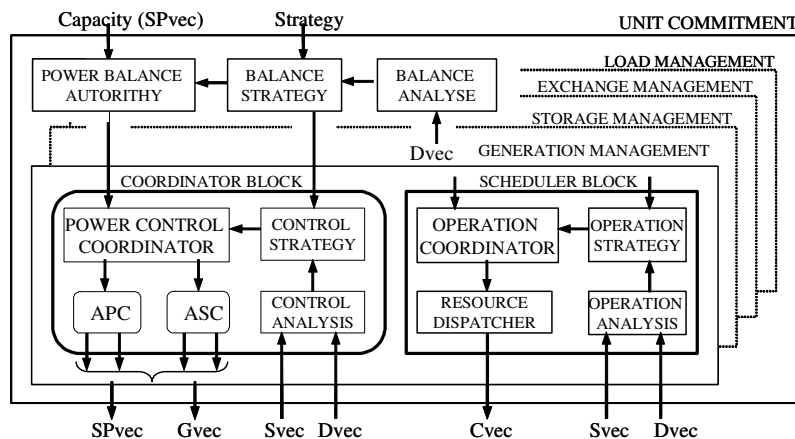 Capacity (SPvec)
Strategy
UNIT COMMITMENT
POWER BALANCE
AUTORITHY
BALANCE
STRATEGY
BALANCE
ANALYSE
LOAD MANAGEMENT
EXCHANGE MANAGEMENT
STORAGE MANAGEMENT
Dvec
GENERATION MANAGEMENT
COORDINATOR BLOCK
SCHEDULER BLOCK
POWER CONTROL
COORDINATOR
CONTROL
STRATEGY
OPERATION
COORDINATOR
OPERATION
STRATEGY
APC
ASC
CONTROL
ANALYSIS
RESOURCE
DISPATCHER
OPERATION
ANALYSIS
SPvec
Gvec
Svec
Dvec
Cvec
Svec
Dvec